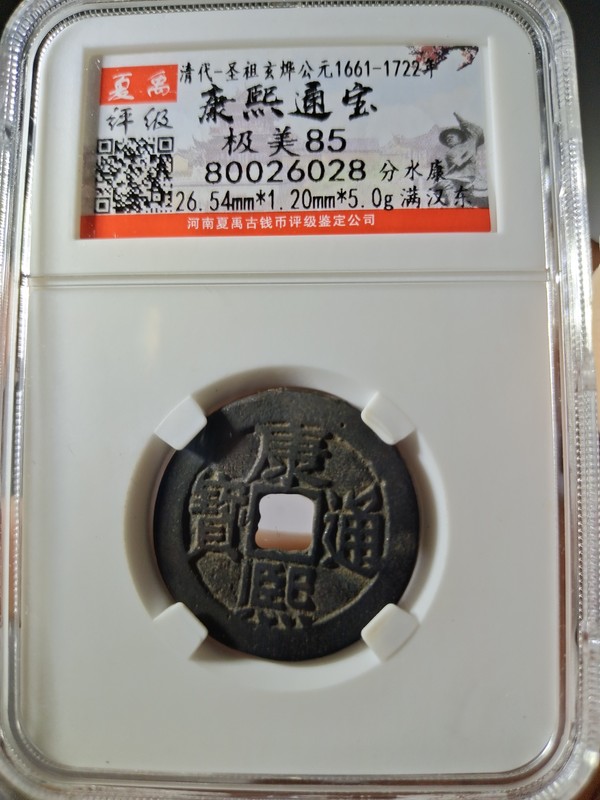 清代-圣祖玄烨公元1661-1722年
夏禹
评级
康熙通宝
极美85
80026028 分水康
26.54mm*1.20mm*5.0g 满汉东
河南夏禹古钱币评级鉴定公司
康熙通寶